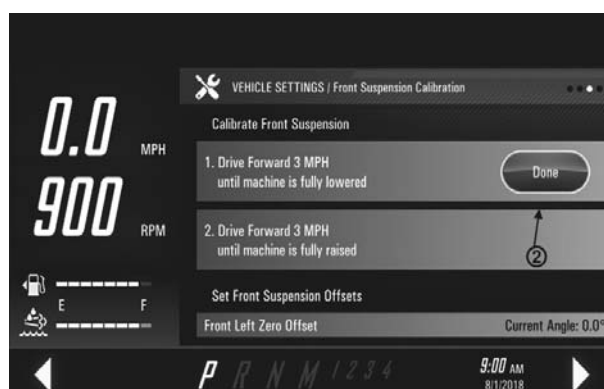 VEHICLE SETTINGS / Front Suspension Calibration
Calibrate Front Suspension
0.0 MPH
1. Drive Forward 3 MPH
until machine is fully lowered
Done
900 RPM
2. Drive Forward 3 MPH
until machine is fully raised
②
E F
Set Front Suspension Offsets
Front Left Zero Offset Current Angle: 0.0°
P R N M 1 2 3 4
9:00 AM
8/1/2018